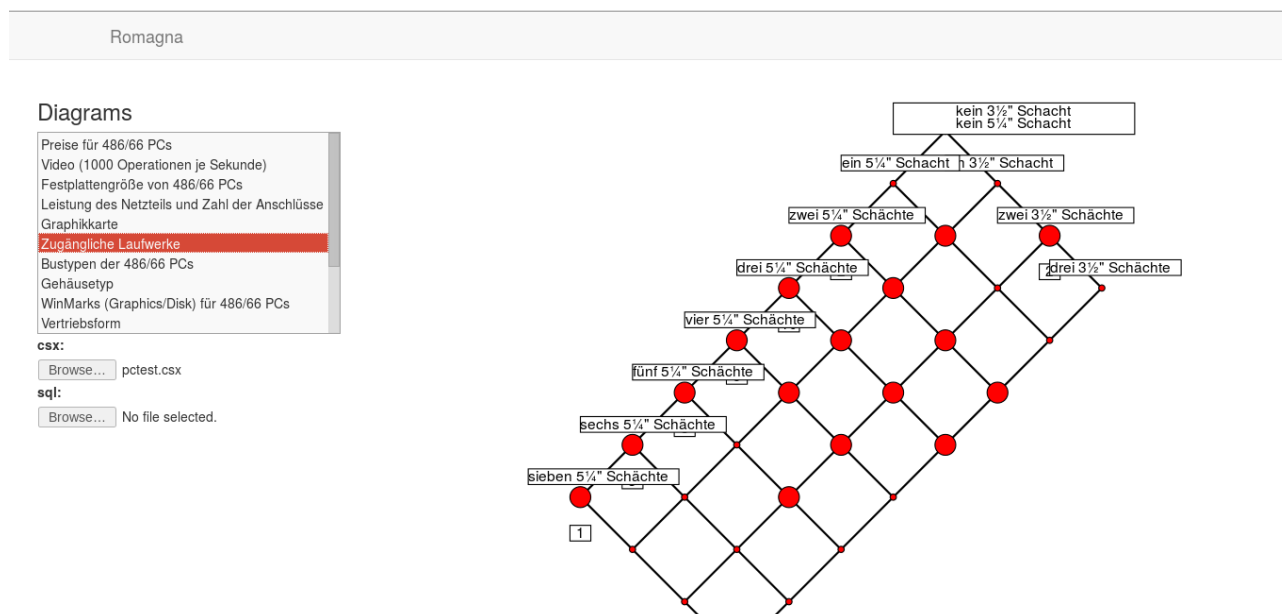 Romagna
Diagrams
Preise für 486/66 PCs
Video (1000 Operationen je Sekunde)
Festplattengröße von 486/66 PCs
Leistung des Netzteils und Zahl der Anschlüsse
Graphikkarte
Zugängliche Laufwerke
Bustypen der 486/66 PCs
Gehäusetyp
WinMarks (Graphics/Disk) für 486/66 PCs
Vertriebsform
csx:
Browse... pctest.csx
sql:
Browse... No file selected.
kein 3½" Schacht
kein 5¼" Schacht
ein 5¼" Schacht
3½" Schacht
zwei 5¼" Schächte
zwei 3½" Schächte
drei 5¼" Schächte
drei 3½" Schächte
vier 5¼" Schächte
fünf 5¼" Schächte
sechs 5¼" Schächte
sieben 5¼" Schächte
1